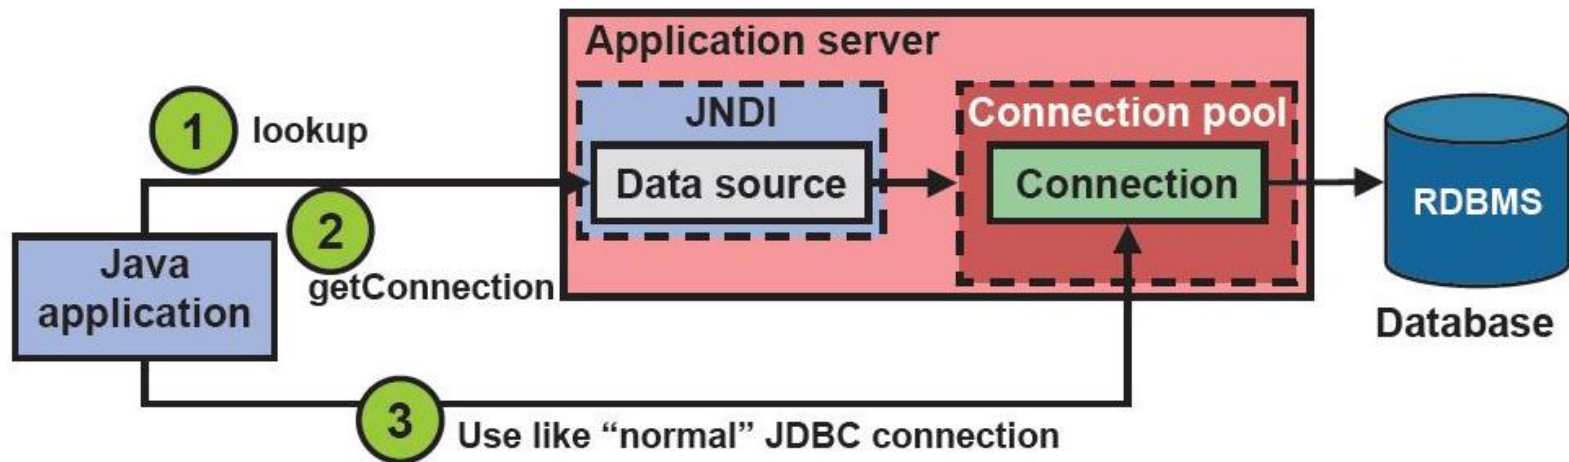 Application server
1
lookup
JNDI
Connection pool
Data source
Connection
RDBMS
2
getConnection
Java
application
Database
3
Use like “normal” JDBC connection